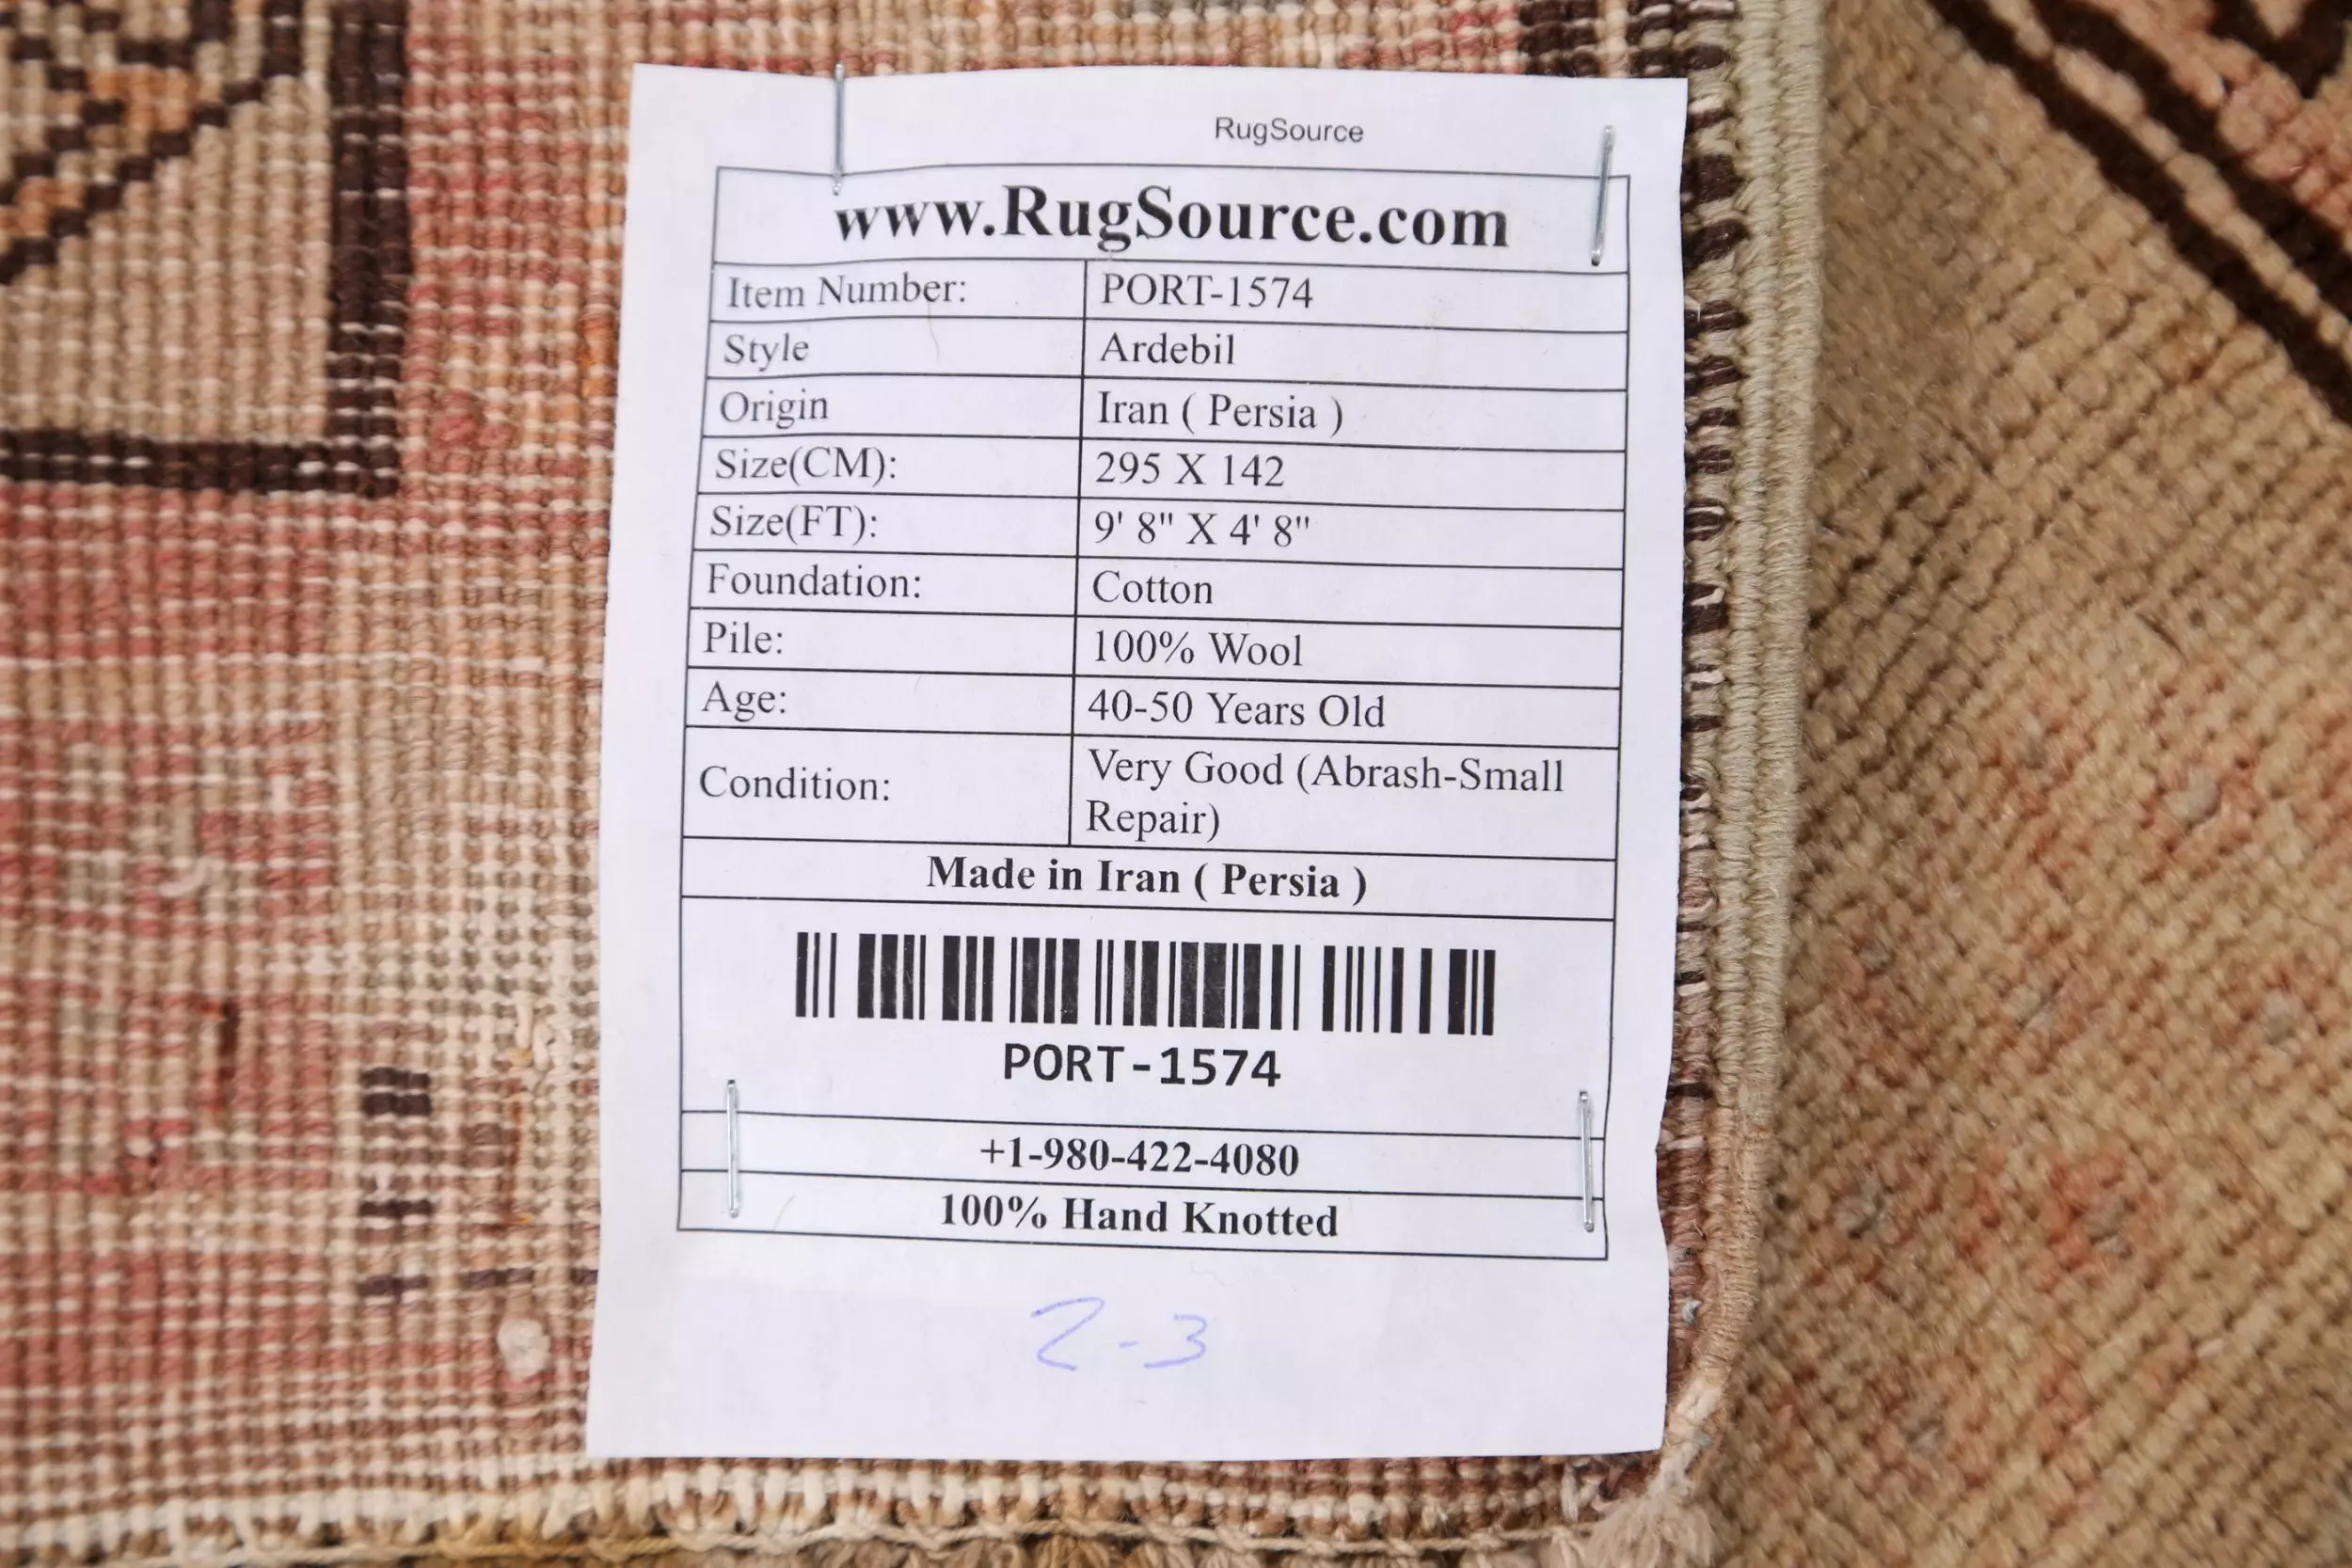 RugSource
www.RugSource.com
Item Number: PORT-1574
Style Ardebil
Origin Iran ( Persia )
Size(CM): 295 X 142
Size(FT): 9' 8" X 4' 8"
Foundation: Cotton
Pile: 100% Wool
Age: 40-50 Years Old
Condition: Very Good (Abrash-Small
Repair)
Made in Iran ( Persia )
PORT-1574
+1-980-422-4080
100% Hand Knotted
2-3